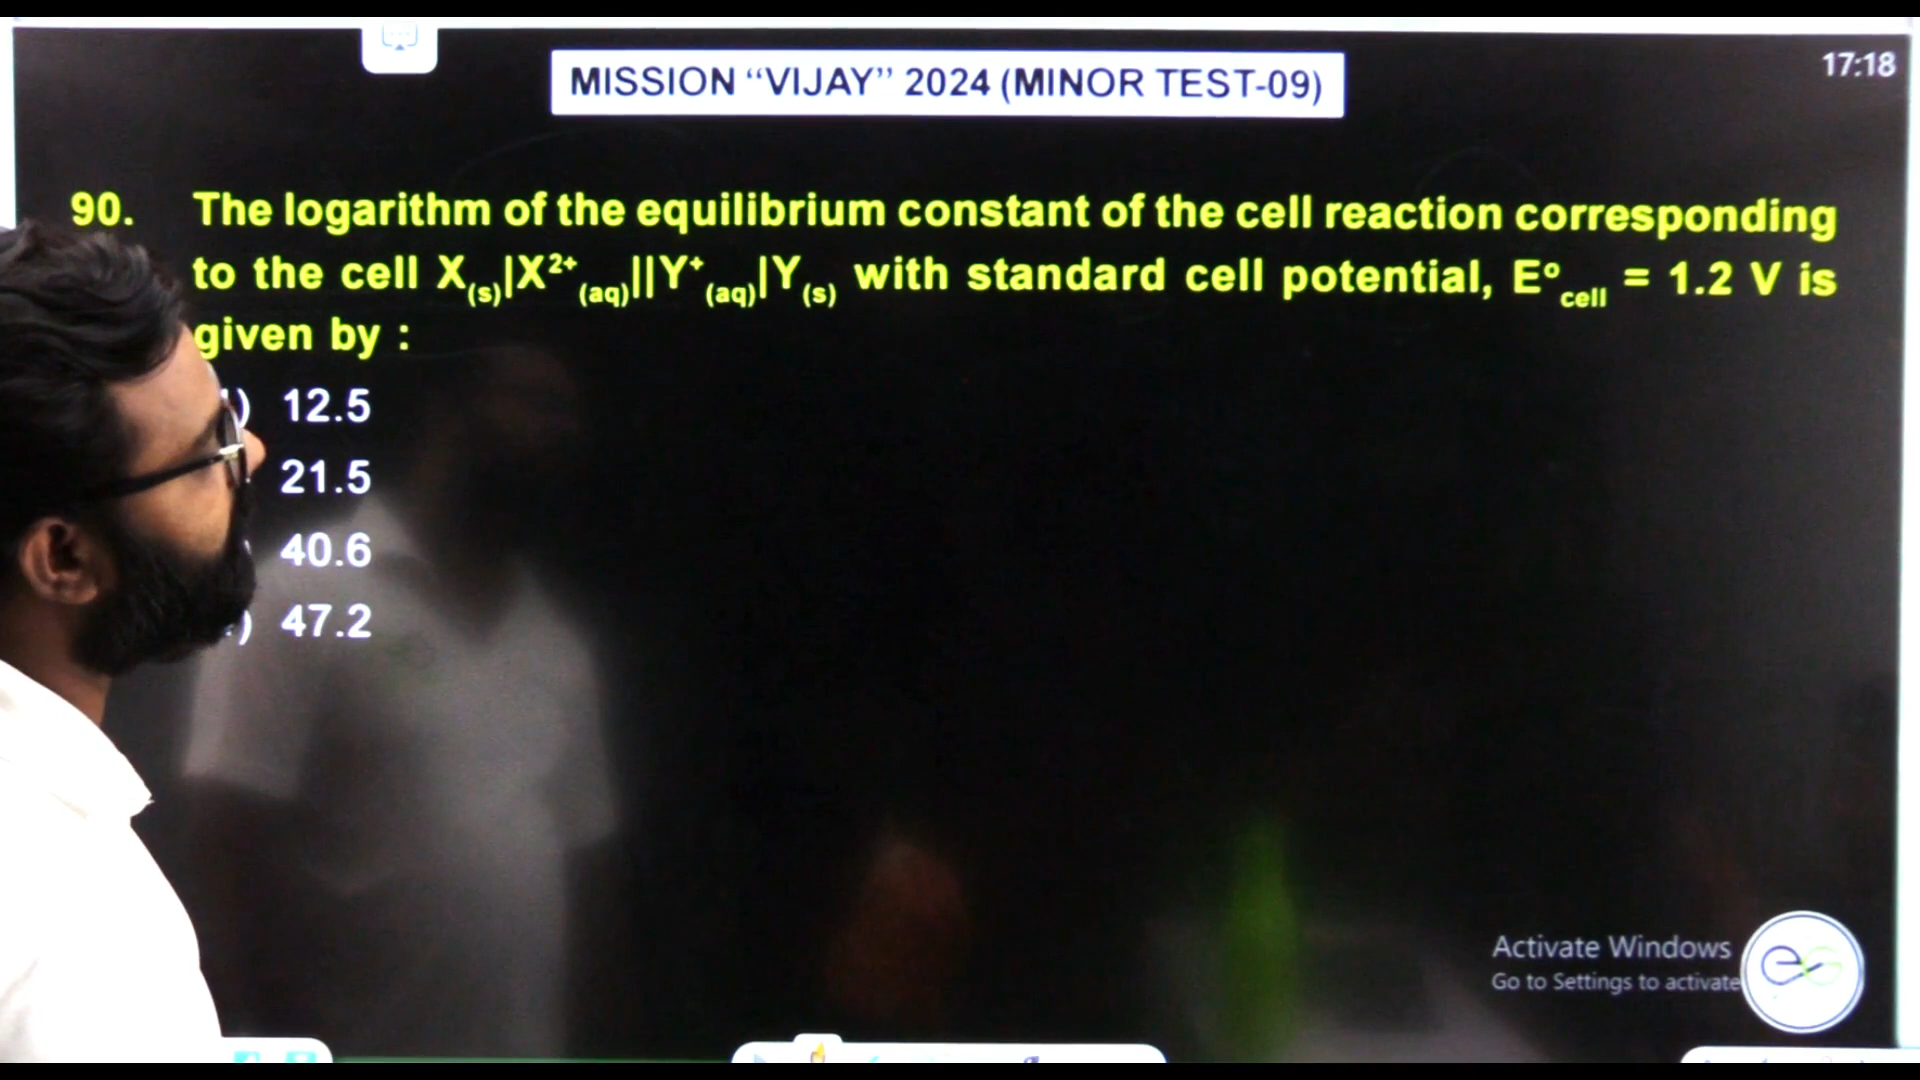 17:18
MISSION “VIJAY” 2024 (MINOR TEST-09)
90. The logarithm of the equilibrium constant of the cell reaction corresponding
to the cell X(s)|X²⁺(aq)||Y⁺(aq)|Y(s) with standard cell potential, E°cell = 1.2 V is
given by :
) 12.5
21.5
) 40.6
) 47.2
Activate Windows
Go to Settings to activate